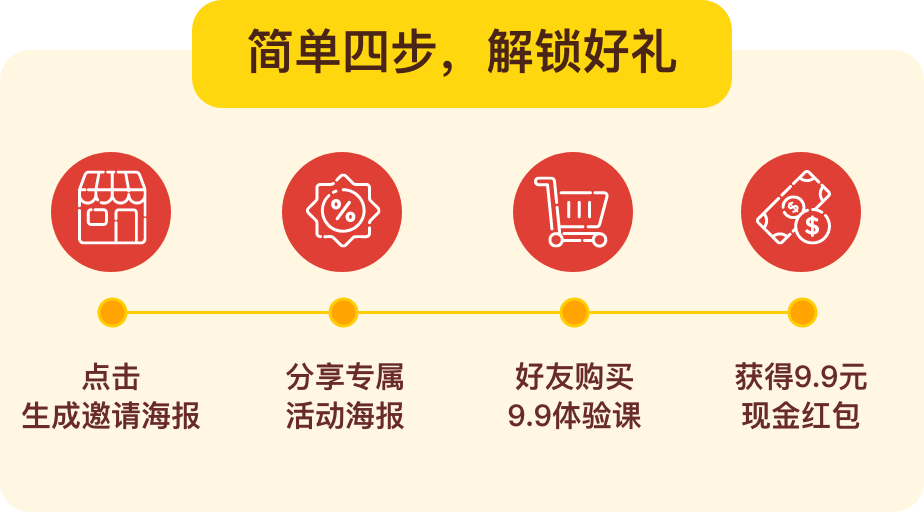 简单四步，解锁好礼
点击
生成邀请海报
分享专属
活动海报
好友购买
9.9体验课
获得9.9元
现金红包